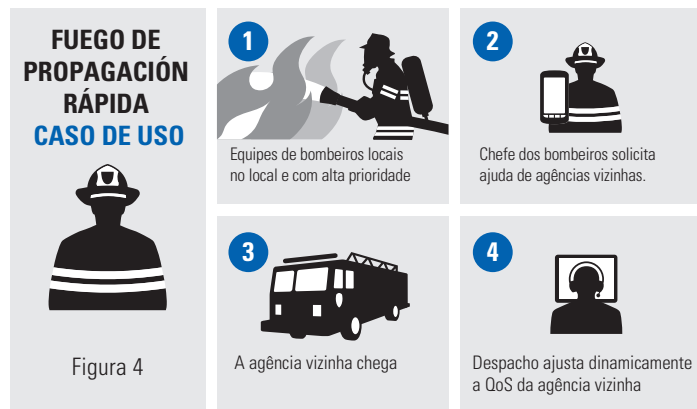 FUEGO DE
PROPAGACIÓN
RÁPIDA
CASO DE USO
Figura 4
1
Equipes de bombeiros locais
no local e com alta prioridade
2
Chefe dos bombeiros solicita
ajuda de agências vizinhas.
3
A agência vizinha chega
4
Despacho ajusta dinamicamente
a QoS da agência vizinha